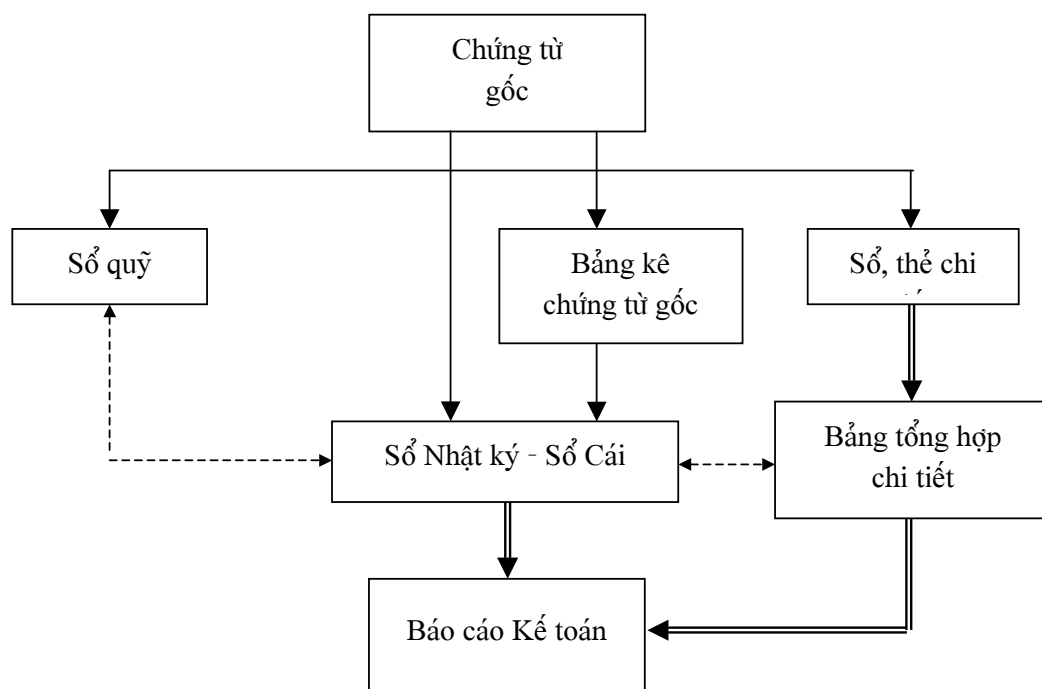 Chứng từ
gốc
Sổ quỹ
Bảng kê
chứng từ gốc
Sổ, thẻ chi
Sổ Nhật ký - Sổ Cái
Bảng tổng hợp
chi tiết
Báo cáo Kế toán